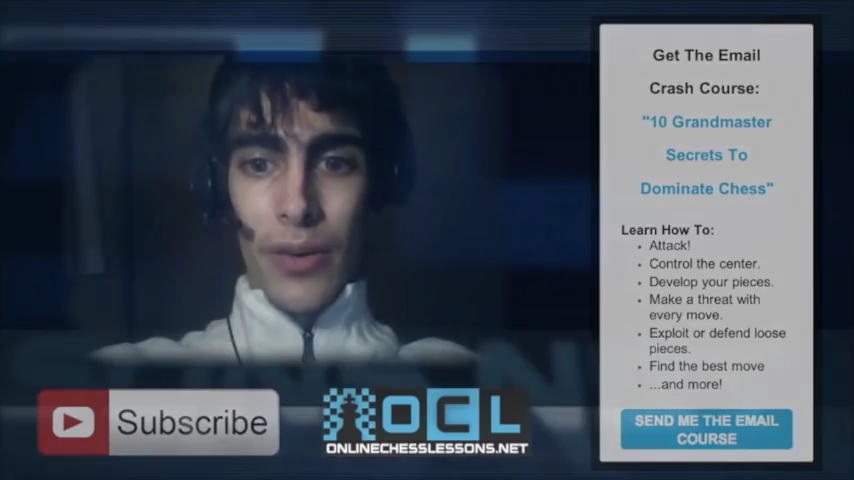 Get The Email
Crash Course:
"10 Grandmaster
Secrets To
Dominate Chess"
Learn How To:
• Attack!
• Control the center.
• Develop your pieces.
• Make a threat with
every move.
• Exploit or defend loose
pieces.
• Find the best move
• ...and more!
SEND ME THE EMAIL
COURSE
Subscribe
OCL
ONLINECHESSLESSONS.NET